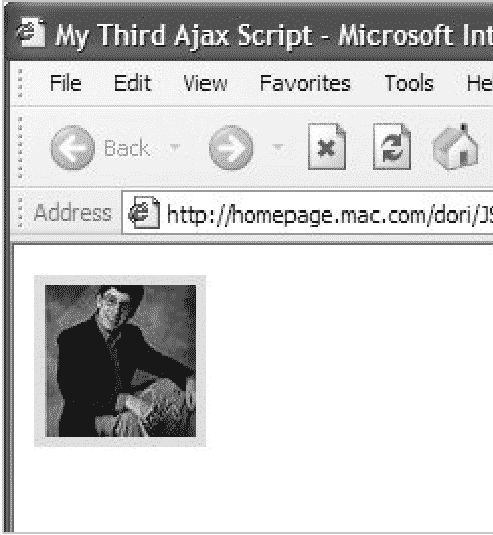 My Third Ajax Script - Microsoft Int
File Edit View Favorites Tools He
Back
Address http://homepage.mac.com/dori/JS